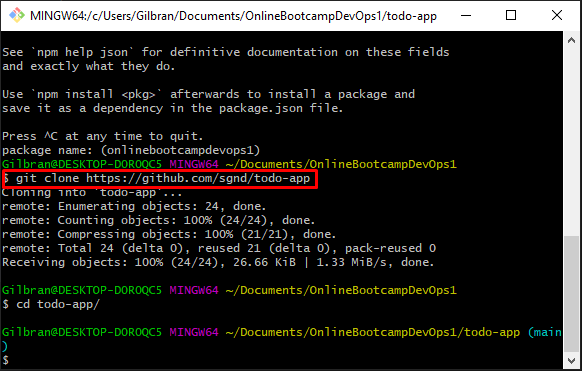 MINGW64:/c/Users/Gilbran/Documents/OnlineBootcampDevOps1/todo-app
See `npm help json` for definitive documentation on these fields
and exactly what they do.
Use `npm install <pkg>` afterwards to install a package and
save it as a dependency in the package.json file.
Press ^C at any time to quit.
package name: (onlinebootcampdevops1)
Gilbran@DESKTOP-DOROQC5 MINGW64 ~/Documents/OnlineBootcampDevOps1
$ git clone https://github.com/sgnd/todo-app
Cloning into 'todo-app'...
remote: Enumerating objects: 24, done.
remote: Counting objects: 100% (24/24), done.
remote: Compressing objects: 100% (21/21), done.
remote: Total 24 (delta 0), reused 21 (delta 0), pack-reused 0
Receiving objects: 100% (24/24), 26.66 KiB | 1.33 MiB/s, done.
Gilbran@DESKTOP-DOROQC5 MINGW64 ~/Documents/OnlineBootcampDevOps1
$ cd todo-app/
Gilbran@DESKTOP-DOROQC5 MINGW64 ~/Documents/OnlineBootcampDevOps1/todo-app (main
)
$